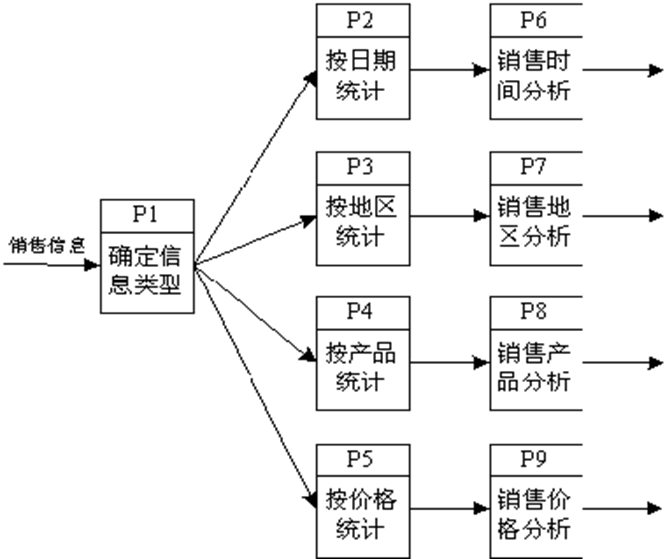 P2
按日期
统计
P6
销售时
间分析
P3
按地区
统计
P7
销售地
区分析
P1
确定信
息类型
销售信息
P4
按产品
统计
P8
销售产
品分析
P5
按价格
统计
P9
销售价
格分析